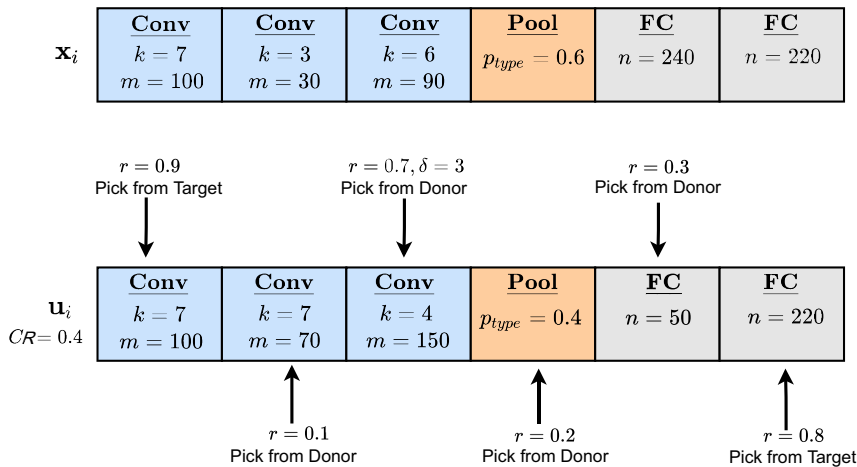 Conv Conv Conv Pool FC FC
𝐱ᵢ k = 7 k = 3 k = 6 p_type = 0.6 n = 240 n = 220
m = 100 m = 30 m = 90
r = 0.9 r = 0.7, δ = 3 r = 0.3
Pick from Target Pick from Donor Pick from Donor
Conv Conv Conv Pool FC FC
𝐮ᵢ k = 7 k = 7 k = 4 p_type = 0.4 n = 50 n = 220
CR = 0.4 m = 100 m = 70 m = 150
r = 0.1 r = 0.2 r = 0.8
Pick from Donor Pick from Donor Pick from Target